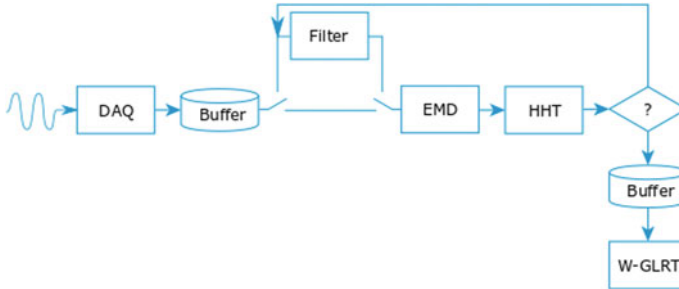 Filter
DAQ
Buffer
EMD
HHT
?
Buffer
W-GLRT